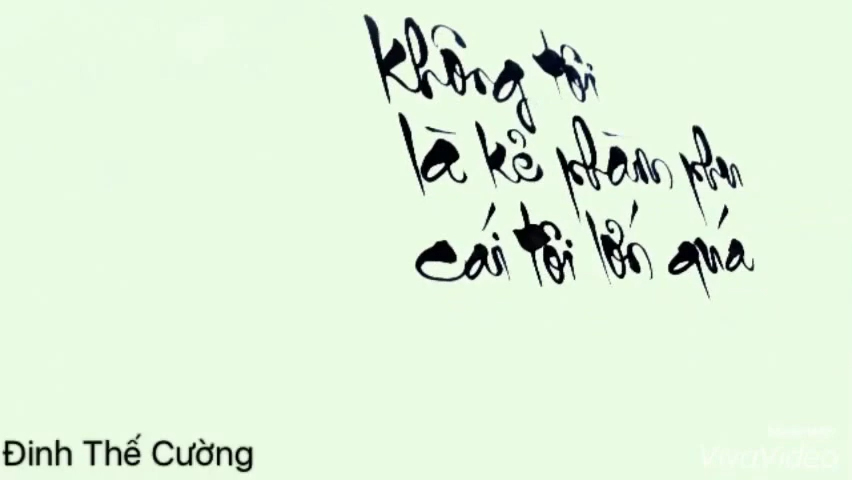 Không tôi
là kẻ phàm phu
cái tôi lớn quá
Đinh Thế Cường
VivaVideo